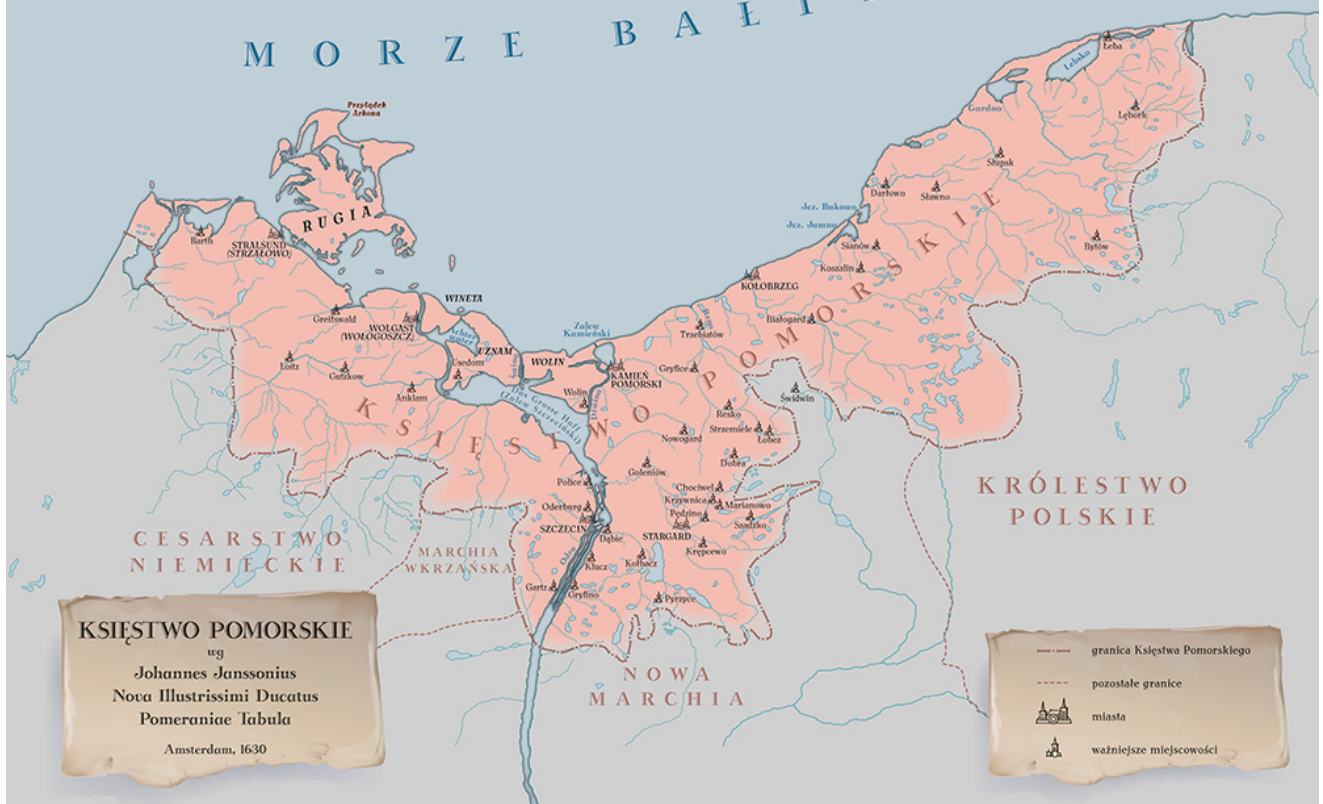 MORZE BAŁT
Łeba
Łebsko
Przylądek
Arkona
Gardno
Lębork
Słupsk
Darłowo
Sławno
RUGIA
Jez. Bukowo
Jez. Jamno
Barth
STRALSUND
(STRZAŁOWO)
Sianów
Bytów
Koszalin
KOŁOBRZEG
WINETA
Greifswald
WOLGAST
(WOŁOGOSZCZ)
Achter
water
Zalew
Kamieński
Trzebiatów
Rega
Białogard
UZNAM
WOLIN
Loitz
Gutzkow
Usedom
KAMIEŃ
POMORSKI
Gryfice
Anklam
Wolin
Das Grosse Haff
(Zalew Szczeciński)
Świdwin
Resko
KSIĘSTWO POMORSKIE
Nowogard
Strzemiele
Łobez
Dobra
Goleniów
Police
Chociwel
Krzywnica
Marianowo
Oderburg
Pęzino
Szadzko
SZCZECIN
Dąbie
STARGARD
Krępcewo
Odra
Klucz
Kołbacz
Gartz
Gryfino
Pyrzyce
KRÓLESTWO
POLSKIE
CESARSTWO
NIEMIECKIE
MARCHIA
WKRZAŃSKA
NOWA
MARCHIA
KSIĘSTWO POMORSKIE
wg
Johannes Janssonius
Nova Illustrissimi Ducatus
Pomeraniae Tabula
Amsterdam, 1630
granica Księstwa Pomorskiego
pozostałe granice
miasta
ważniejsze miejscowości